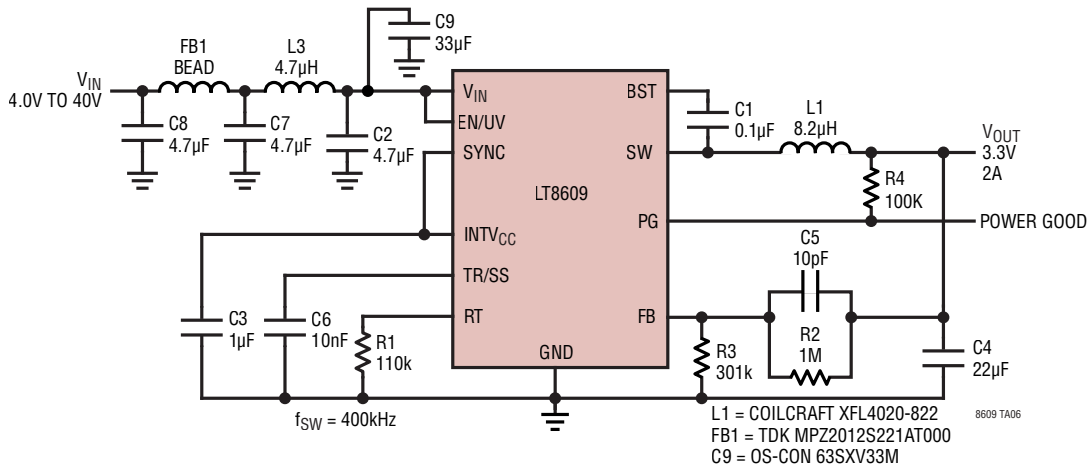 FB1
BEAD
L3
4.7µH
C9
33µF
VIN
4.0V TO 40V
C8
4.7µF
C7
4.7µF
C2
4.7µF
VIN
EN/UV
SYNC
INTVCC
TR/SS
RT
LT8609
GND
BST
SW
PG
FB
C1
0.1µF
L1
8.2µH
VOUT
3.3V
2A
R4
100K
POWER GOOD
C5
10pF
R2
1M
R3
301k
C4
22µF
C3
1µF
C6
10nF
R1
110k
fSW = 400kHz
L1 = COILCRAFT XFL4020-822
FB1 = TDK MPZ2012S221AT000
C9 = OS-CON 63SXV33M
8609 TA06